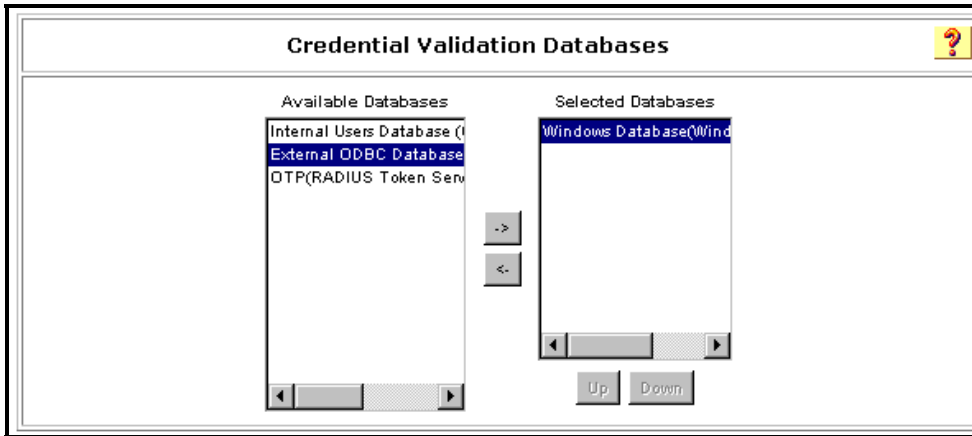 Credential Validation Databases
?
Available Databases
Selected Databases
Internal Users Database (
External ODBC Database
OTP(RADIUS Token Serv
Windows Database(Wind
->
<-
Up
Down